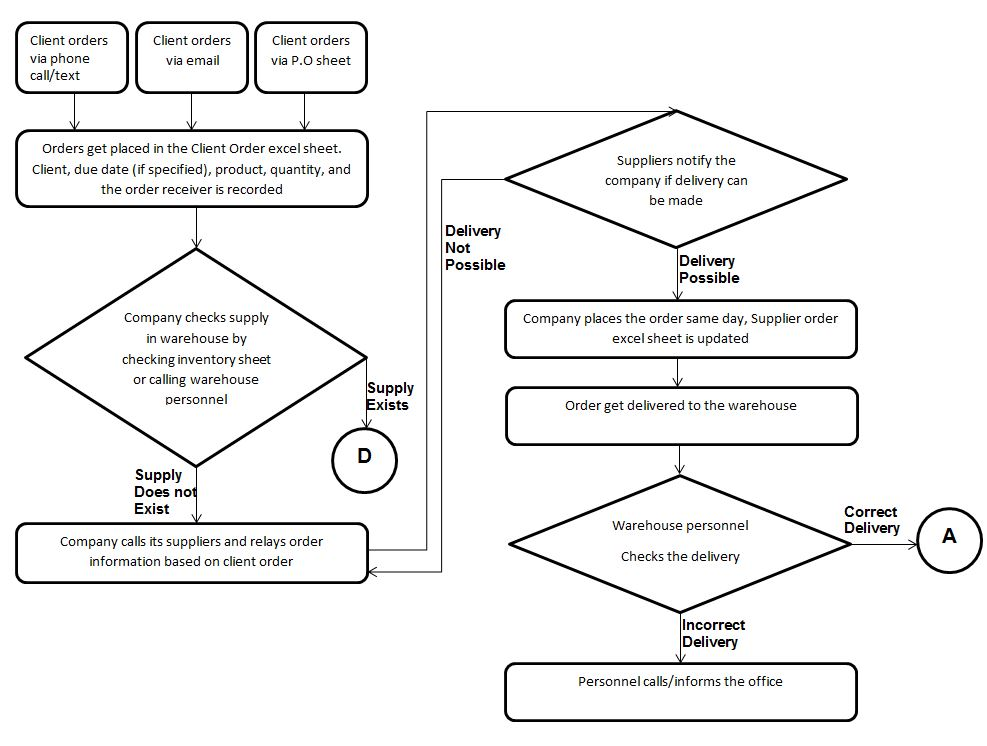 Client orders
via phone
call/text
Client orders
via email
Client orders
via P.O sheet
Orders get placed in the Client Order excel sheet.
Client, due date (if specified), product, quantity, and
the order receiver is recorded
Company checks supply
in warehouse by
checking inventory sheet
or calling warehouse
personnel
Supply
Exists
D
Supply
Does not
Exist
Company calls its suppliers and relays order
information based on client order
Suppliers notify the
company if delivery can
be made
Delivery
Not
Possible
Delivery
Possible
Company places the order same day, Supplier order
excel sheet is updated
Order get delivered to the warehouse
Warehouse personnel
Checks the delivery
Correct
Delivery
A
Incorrect
Delivery
Personnel calls/informs the office